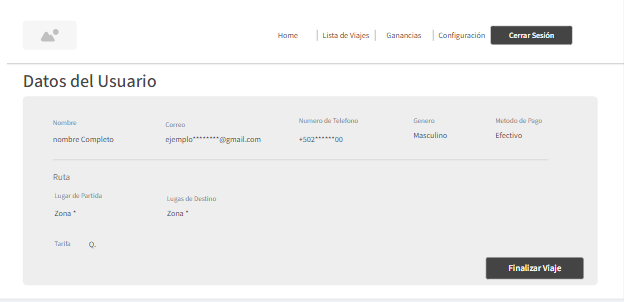 Home | Lista de Viajes | Ganancias | Configuración Cerrar Sesión
Datos del Usuario
Nombre Correo Numero de Telefono Genero Metodo de Pago
nombre Completo ejemplo********@gmail.com +502******00 Masculino Efectivo
Ruta
Lugar de Partida Lugas de Destino
Zona * Zona *
Tarifa Q.
Finalizar Viaje